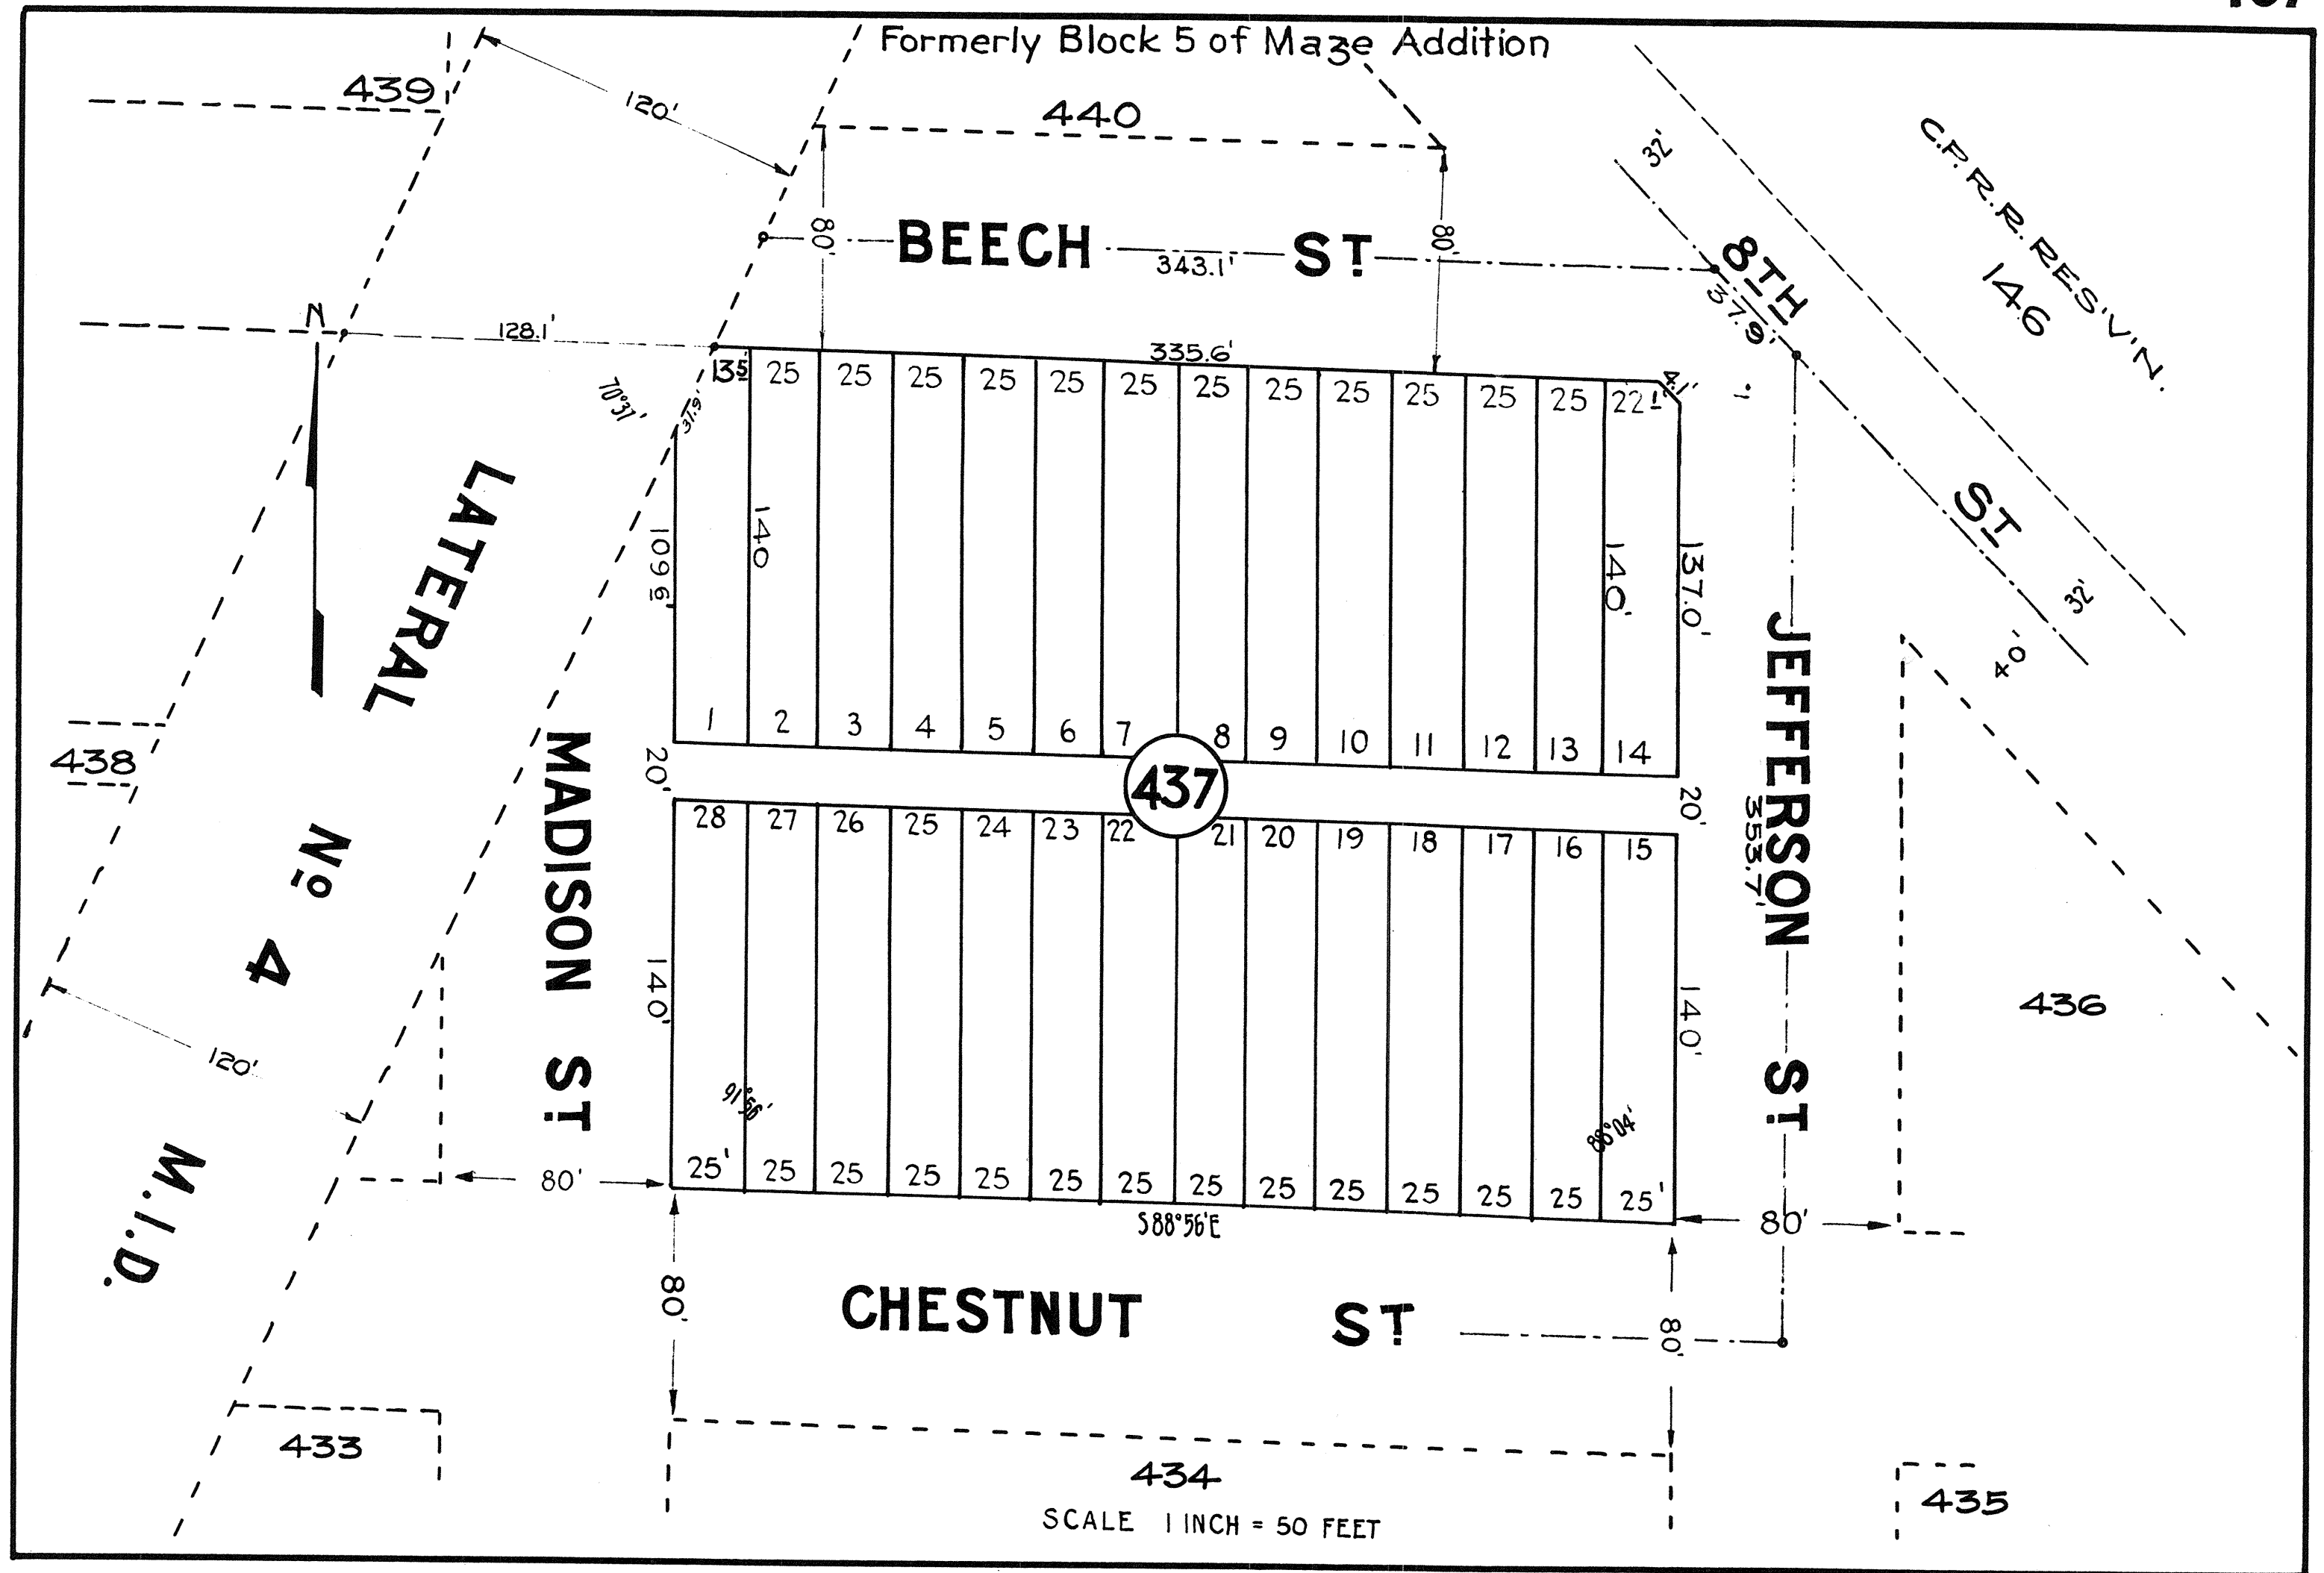 Formerly Block 5 of Maze Addition
439
120'
440
32'
C.P.R.R. RES'V'N.
146
80'
BEECH ST
343.1'
80'
8TH ST
37.9'
N
128.1'
335.6'
4.1'
13 5 25 25 25 25 25 25 25 25 25 25 25 25 22 1'
70°31'
37.9'
LATERAL Nº 4
M.I.D.
109 6'
140
140'
137.0'
32'
40'
JEFFERSON ST
353.7'
1 2 3 4 5 6 7 8 9 10 11 12 13 14
438
20'
437
20'
MADISON ST
28 27 26 25 24 23 22 21 20 19 18 17 16 15
140'
140'
436
120'
91°56'
88°04'
25' 25 25 25 25 25 25 25 25 25 25 25 25 25'
80'
S88°56'E
80'
80'
CHESTNUT ST
80'
433
434
435
SCALE 1 INCH = 50 FEET